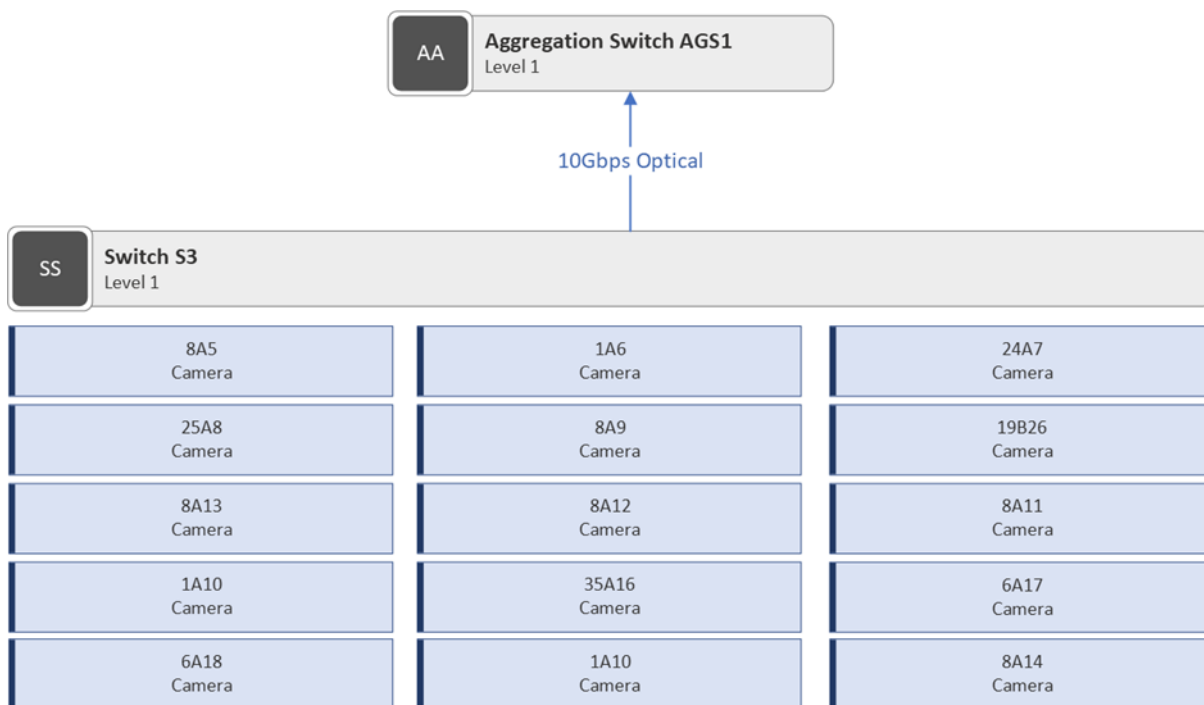 AA
Aggregation Switch AGS1
Level 1
10Gbps Optical
SS
Switch S3
Level 1
8A5
Camera
1A6
Camera
24A7
Camera
25A8
Camera
8A9
Camera
19B26
Camera
8A13
Camera
8A12
Camera
8A11
Camera
1A10
Camera
35A16
Camera
6A17
Camera
6A18
Camera
1A10
Camera
8A14
Camera